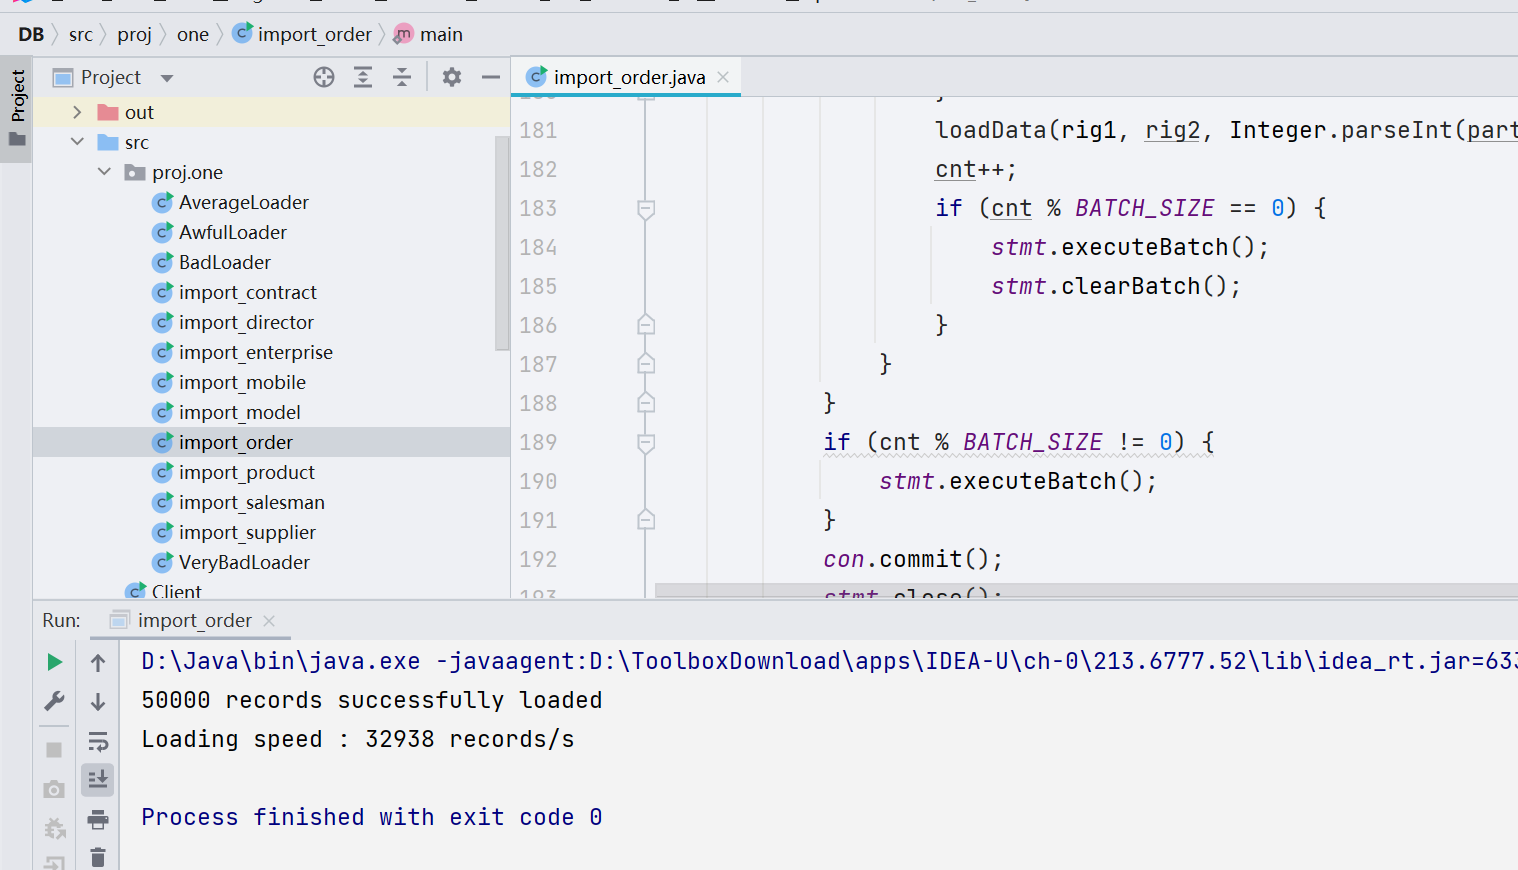 DB src proj one import_order main
Project
Project
import_order.java
out
src
proj.one
AverageLoader
AwfulLoader
BadLoader
import_contract
import_director
import_enterprise
import_mobile
import_model
import_order
import_product
import_salesman
import_supplier
VeryBadLoader
Client
181 loadData(rig1, rig2, Integer.parseInt(part
182 cnt++;
183 if (cnt % BATCH_SIZE == 0) {
184 stmt.executeBatch();
185 stmt.clearBatch();
186 }
187 }
188 }
189 if (cnt % BATCH_SIZE != 0) {
190 stmt.executeBatch();
191 }
192 con.commit();
193 stmt.close();
Run: import_order
D:\Java\bin\java.exe -javaagent:D:\ToolboxDownload\apps\IDEA-U\ch-0\213.6777.52\lib\idea_rt.jar=633
50000 records successfully loaded
Loading speed : 32938 records/s
Process finished with exit code 0